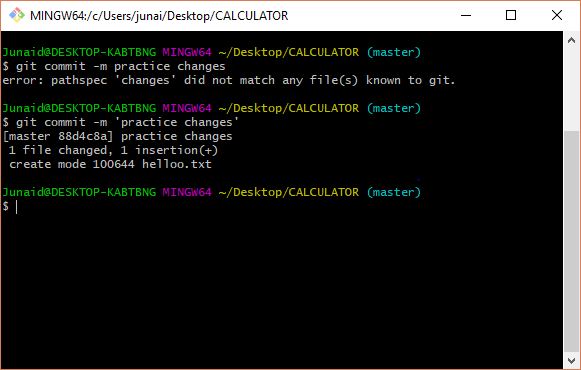 MINGW64:/c/Users/junai/Desktop/CALCULATOR
Junaid@DESKTOP-KABTBNG MINGW64 ~/Desktop/CALCULATOR (master)
$ git commit -m practice changes
error: pathspec 'changes' did not match any file(s) known to git.
Junaid@DESKTOP-KABTBNG MINGW64 ~/Desktop/CALCULATOR (master)
$ git commit -m 'practice changes'
[master 88d4c8a] practice changes
 1 file changed, 1 insertion(+)
 create mode 100644 helloo.txt
Junaid@DESKTOP-KABTBNG MINGW64 ~/Desktop/CALCULATOR (master)
$